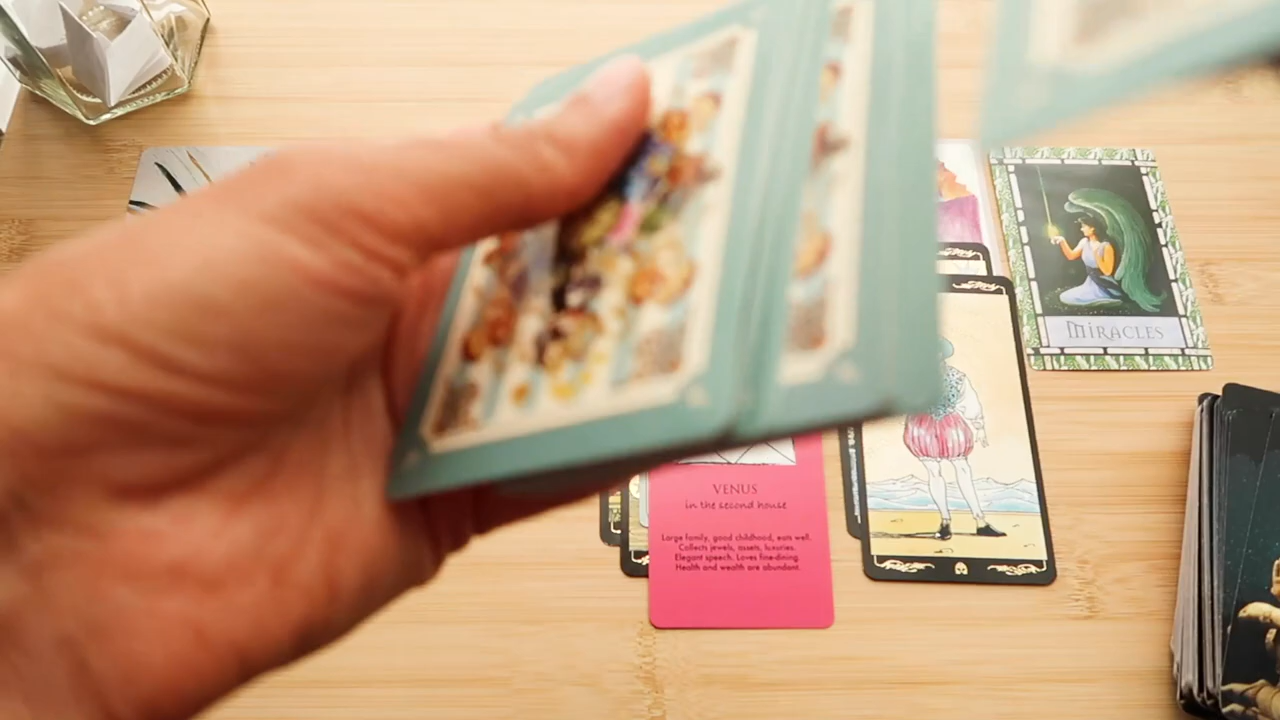 MIRACLES
VENUS
in the second house
Large family, good childhood, eats well.
Collects jewels, assets, luxuries.
Elegant speech. Loves fine-dining.
Health and wealth are abundant.